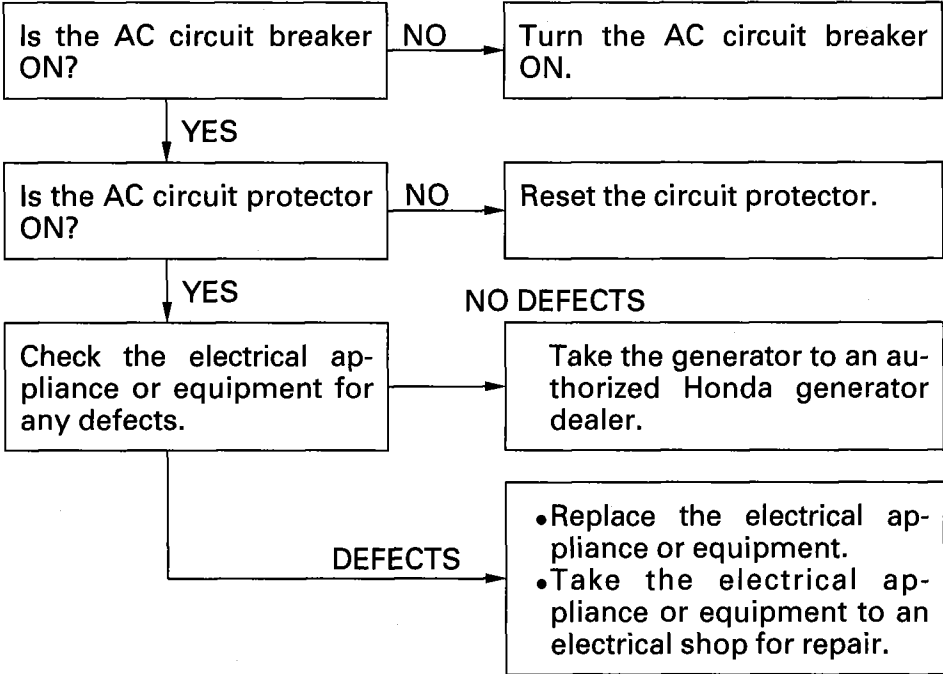 Is the AC circuit breaker
ON?
NO
Turn the AC circuit breaker
ON.
YES
Is the AC circuit protector
ON?
NO
Reset the circuit protector.
YES
NO DEFECTS
Check the electrical ap-
pliance or equipment for
any defects.
Take the generator to an au-
thorized Honda generator
dealer.
DEFECTS
•Replace the electrical ap-
pliance or equipment.
•Take the electrical ap-
pliance or equipment to an
electrical shop for repair.